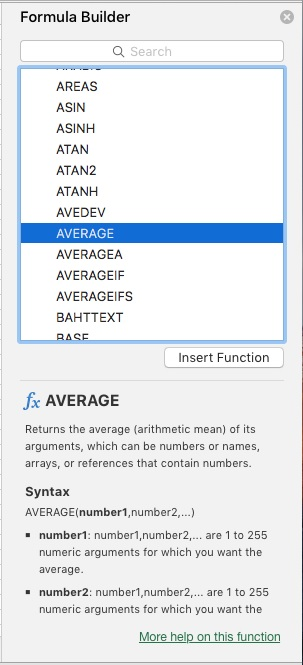 Formula Builder
Search
AREAS
ASIN
ASINH
ATAN
ATAN2
ATANH
AVEDEV
AVERAGE
AVERAGEA
AVERAGEIF
AVERAGEIFS
BAHTTEXT
BASE
Insert Function
fx AVERAGE
Returns the average (arithmetic mean) of its
arguments, which can be numbers or names,
arrays, or references that contain numbers.
Syntax
AVERAGE(number1,number2,...)
▪ number1: number1,number2,... are 1 to 255
numeric arguments for which you want the
average.
▪ number2: number1,number2,... are 1 to 255
numeric arguments for which you want the
More help on this function